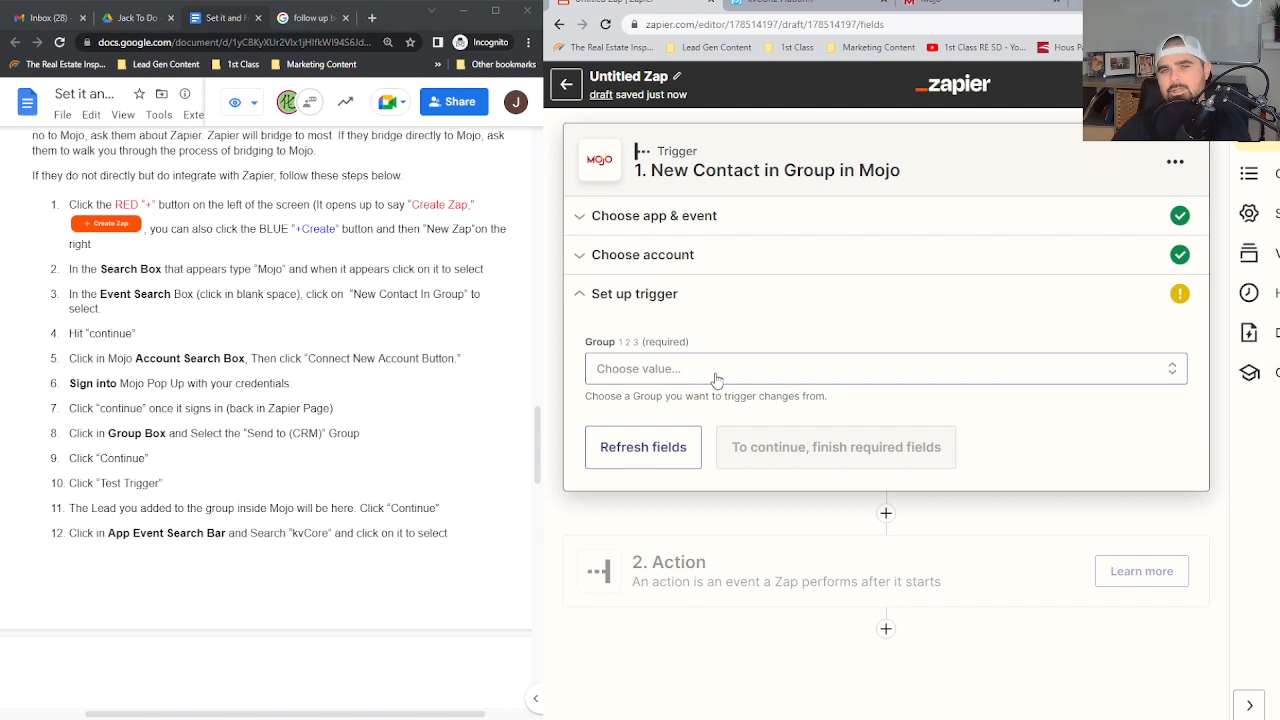 Inbox (28)
Jack To Do
Set it and F
follow up b
Untitled Zap | Zapier
docs.google.com/document/d/1yC8KyXUr2Vlx1jHIfkWI94S6Jd...
Incognito
zapier.com/editor/draft/178514197/fields
The Real Estate Insp...
Lead Gen Content
1st Class
Marketing Content
»
Other bookmarks
The Real Estate Insp...
Lead Gen Content
1st Class
Marketing Content
1st Class RE SD - Yo...
Hous Pa
Set it an...
File Edit View Tools Exte
Share
J
Untitled Zap
draft saved just now
_zapier
no to Mojo, ask them about Zapier. Zapier will bridge to most. If they bridge directly to Mojo, ask
them to walk you through the process of bridging to Mojo.
If they do not directly but do integrate with Zapier, follow these steps below.
1. Click the RED "+" button on the left of the screen (It opens up to say "Create Zap,"
+ Create Zap , you can also click the BLUE "+Create" button and then "New Zap"on the
right
2. In the Search Box that appears type "Mojo" and when it appears click on it to select
3. In the Event Search Box (click in blank space), click on "New Contact In Group" to
select.
4. Hit "continue"
5. Click in Mojo Account Search Box, Then click "Connect New Account Button."
6. Sign into Mojo Pop Up with your credentials.
7. Click "continue" once it signs in (back in Zapier Page)
8. Click in Group Box and Select the "Send to (CRM)" Group
9. Click "Continue"
10. Click "Test Trigger"
11. The Lead you added to the group inside Mojo will be here. Click "Continue"
12. Click in App Event Search Bar and Search "kvCore" and click on it to select
MOJO
Trigger
1. New Contact in Group in Mojo
Choose app & event
Choose account
Set up trigger
Group 1 2 3 (required)
Choose value...
Choose a Group you want to trigger changes from.
Refresh fields
To continue, finish required fields
2. Action
An action is an event a Zap performs after it starts
Learn more